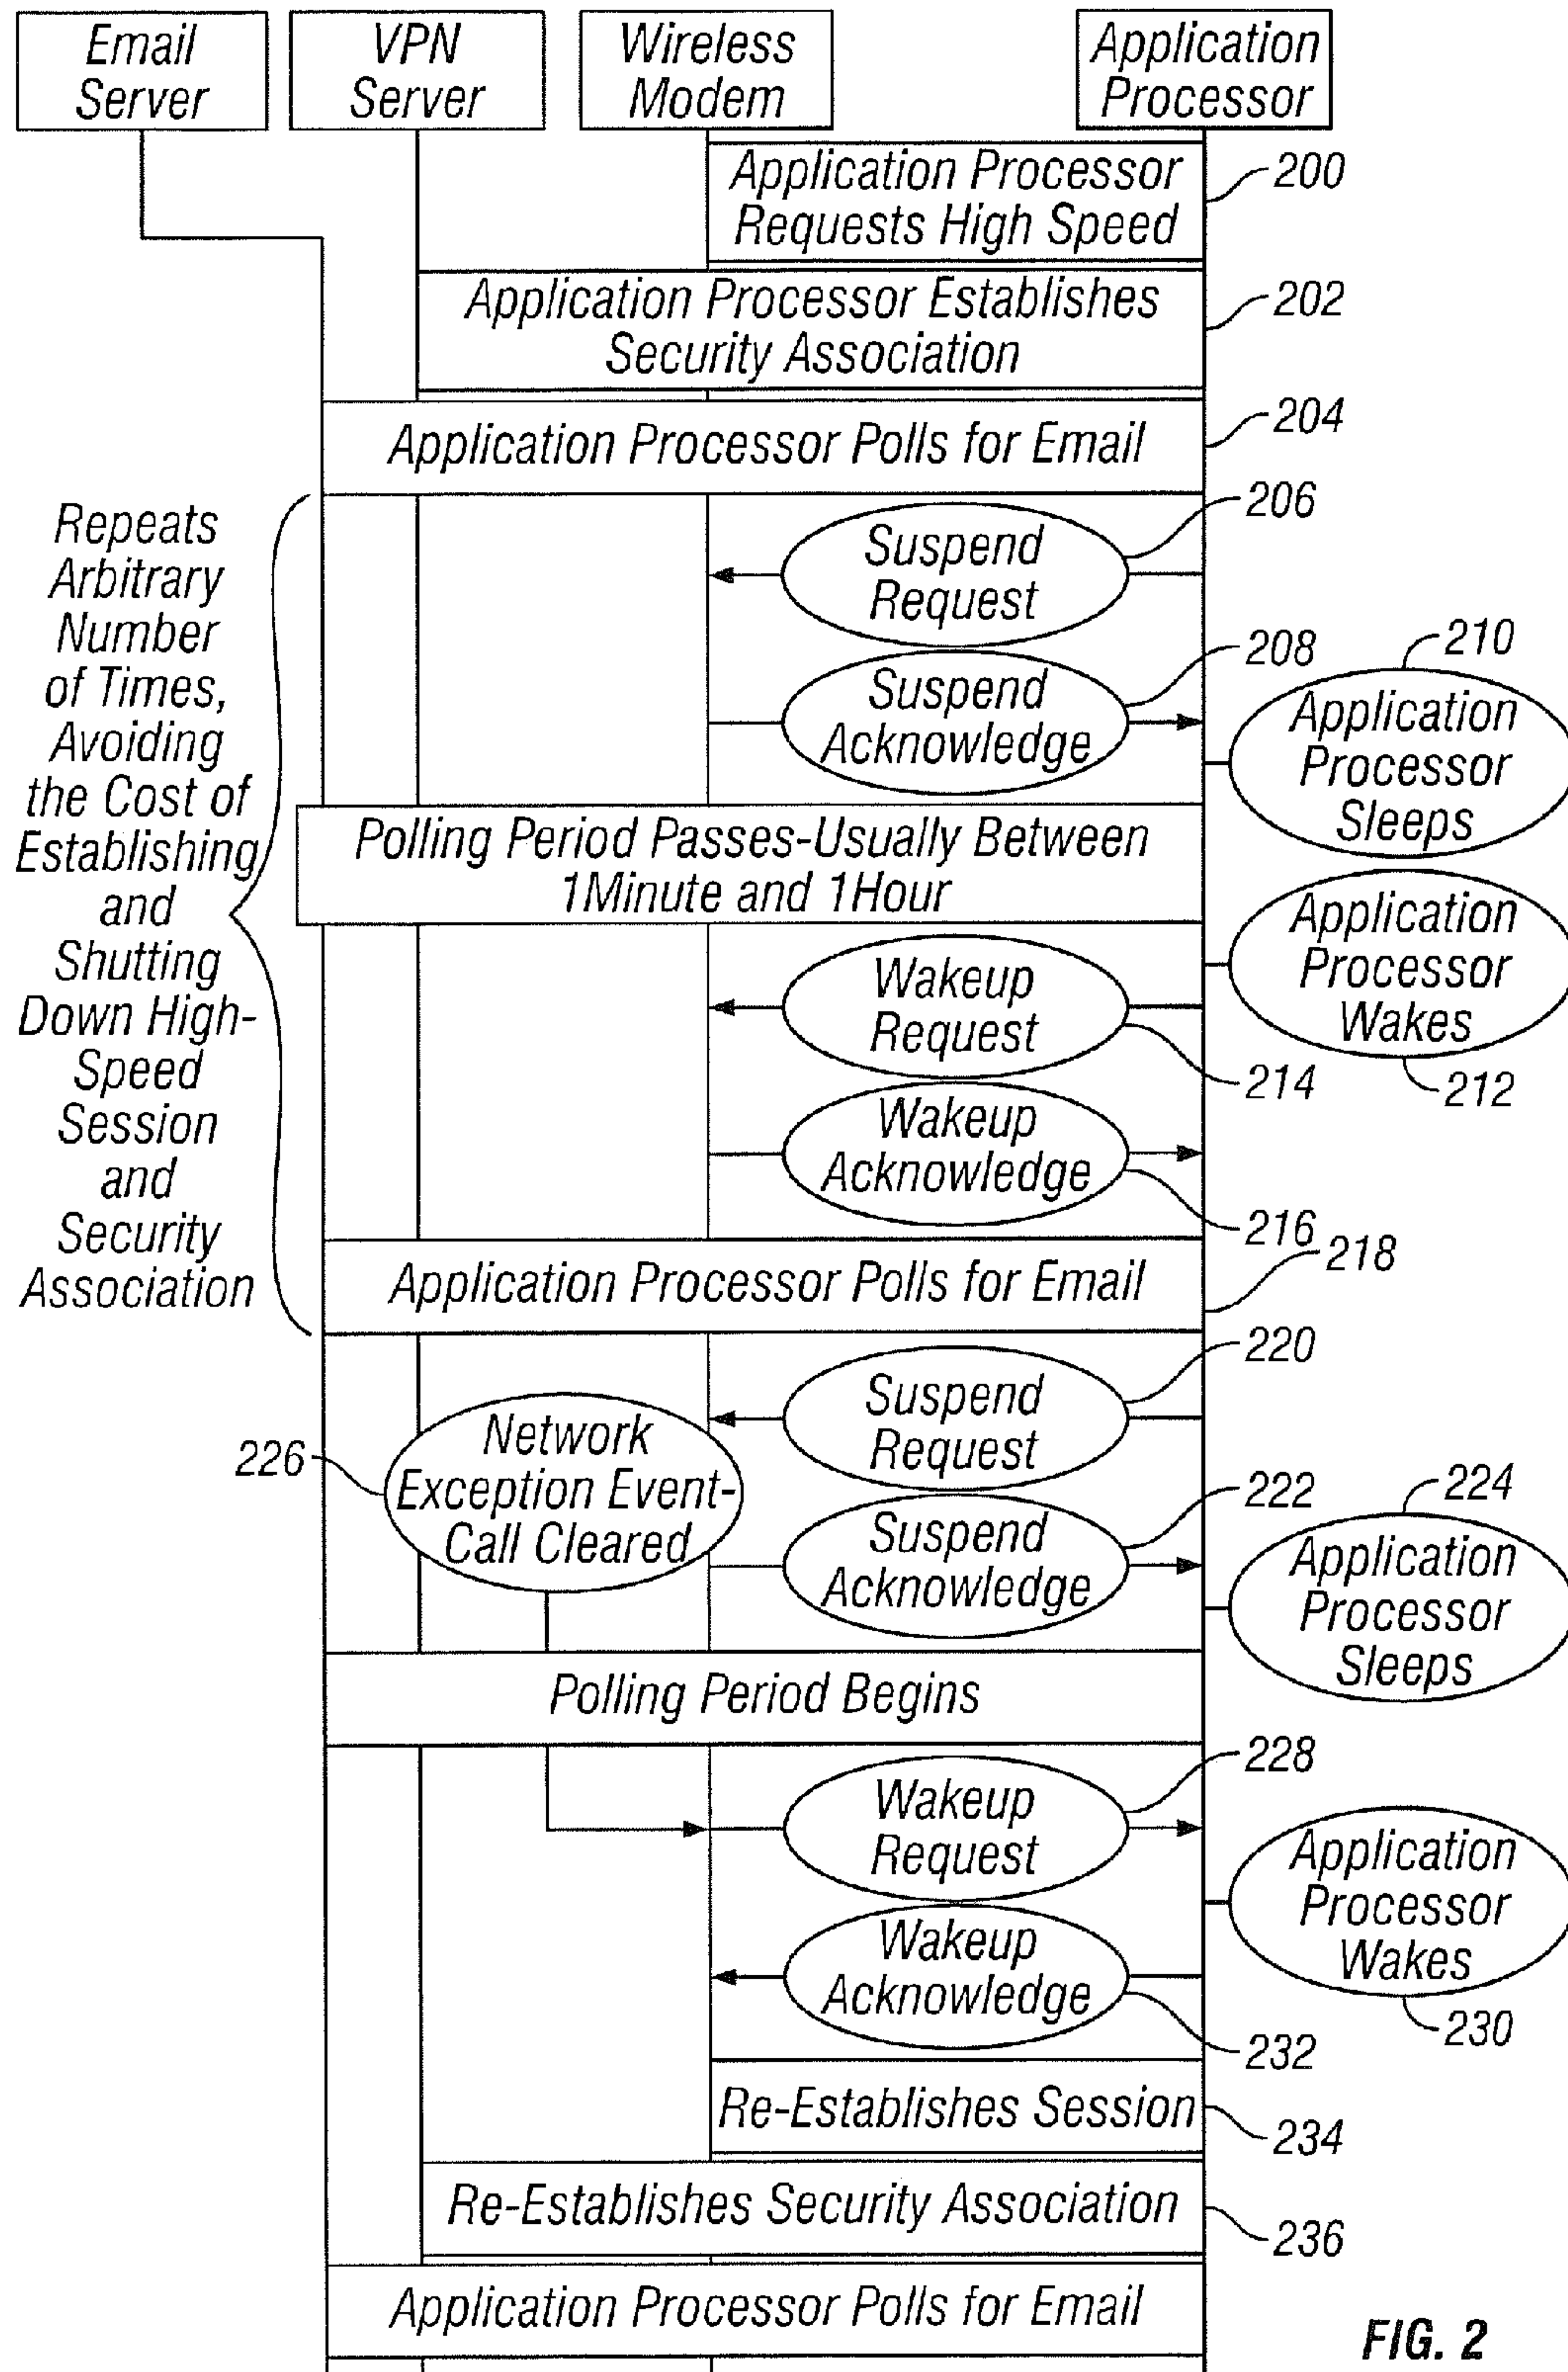 Email
Server
VPN
Server
Wireless
Modem
Application
Processor
Application Processor
Requests High Speed
200
Application Processor Establishes
Security Association
202
Application Processor Polls for Email
204
Repeats
Arbitrary
Number
of Times,
Avoiding
the Cost of
Establishing
and
Shutting
Down High-
Speed
Session
and
Security
Association
Suspend
Request
206
Suspend
Acknowledge
208
210
Application
Processor
Sleeps
Polling Period Passes-Usually Between
1Minute and 1Hour
Application
Processor
Wakes
212
Wakeup
Request
214
Wakeup
Acknowledge
216
Application Processor Polls for Email
218
Suspend
Request
220
226
Network
Exception Event-
Call Cleared
Suspend
Acknowledge
222
224
Application
Processor
Sleeps
Polling Period Begins
Wakeup
Request
228
Application
Processor
Wakes
230
Wakeup
Acknowledge
232
Re-Establishes Session
234
Re-Establishes Security Association
236
Application Processor Polls for Email
FIG. 2